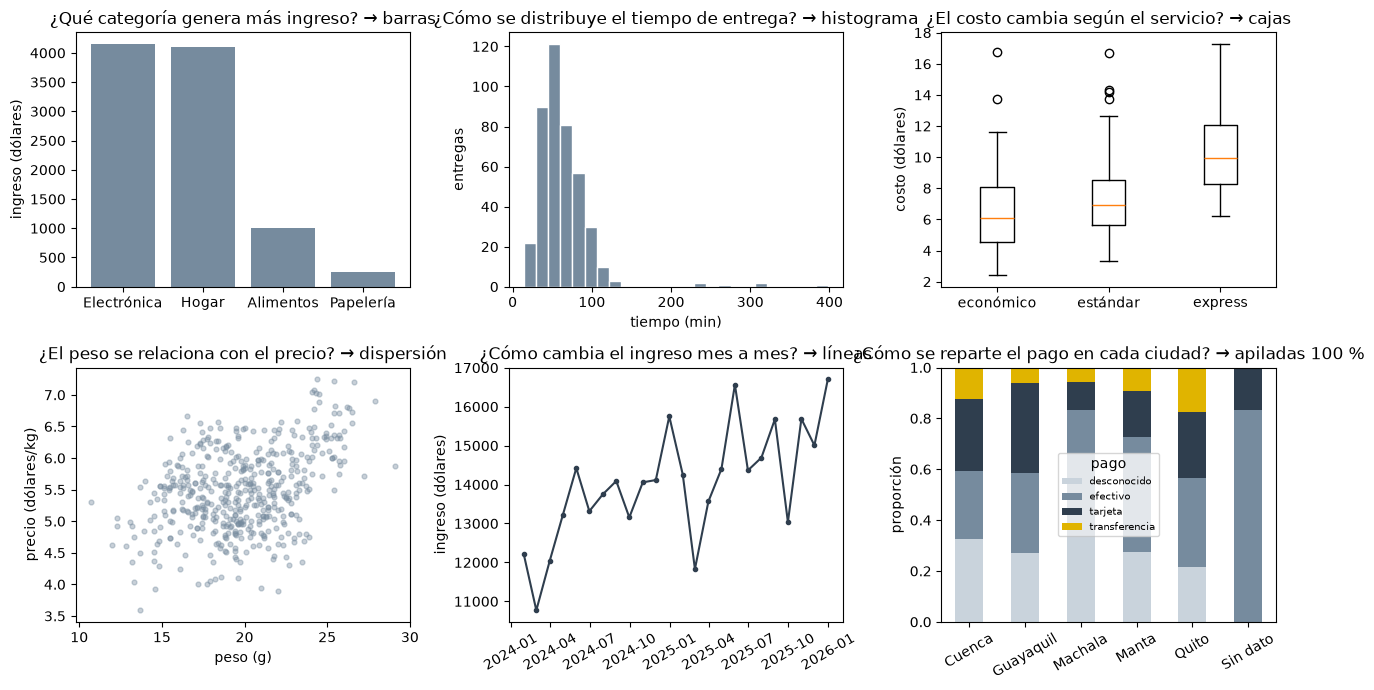 ¿Qué categoría genera más ingreso? → barras
ingreso (dólares)
4000
3500
3000
2500
2000
1500
1000
500
0
Electrónica Hogar Alimentos Papelería
¿Cómo se distribuye el tiempo de entrega? → histograma
entregas
120
100
80
60
40
20
0
0 100 200 300 400
tiempo (min)
¿El costo cambia según el servicio? → cajas
costo (dólares)
18
16
14
12
10
8
6
4
2
económico estándar express
¿El peso se relaciona con el precio? → dispersión
precio (dólares/kg)
7.0
6.5
6.0
5.5
5.0
4.5
4.0
3.5
10 15 20 25 30
peso (g)
¿Cómo cambia el ingreso mes a mes? → líneas
ingreso (dólares)
17000
16000
15000
14000
13000
12000
11000
2024-01 2024-04 2024-07 2024-10 2025-01 2025-04 2025-07 2025-10 2026-01
¿Cómo se reparte el pago en cada ciudad? → apiladas 100 %
proporción
1.0
0.8
0.6
0.4
0.2
0.0
pago
desconocido
efectivo
tarjeta
transferencia
Cuenca Guayaquil Machala Manta Quito Sin dato